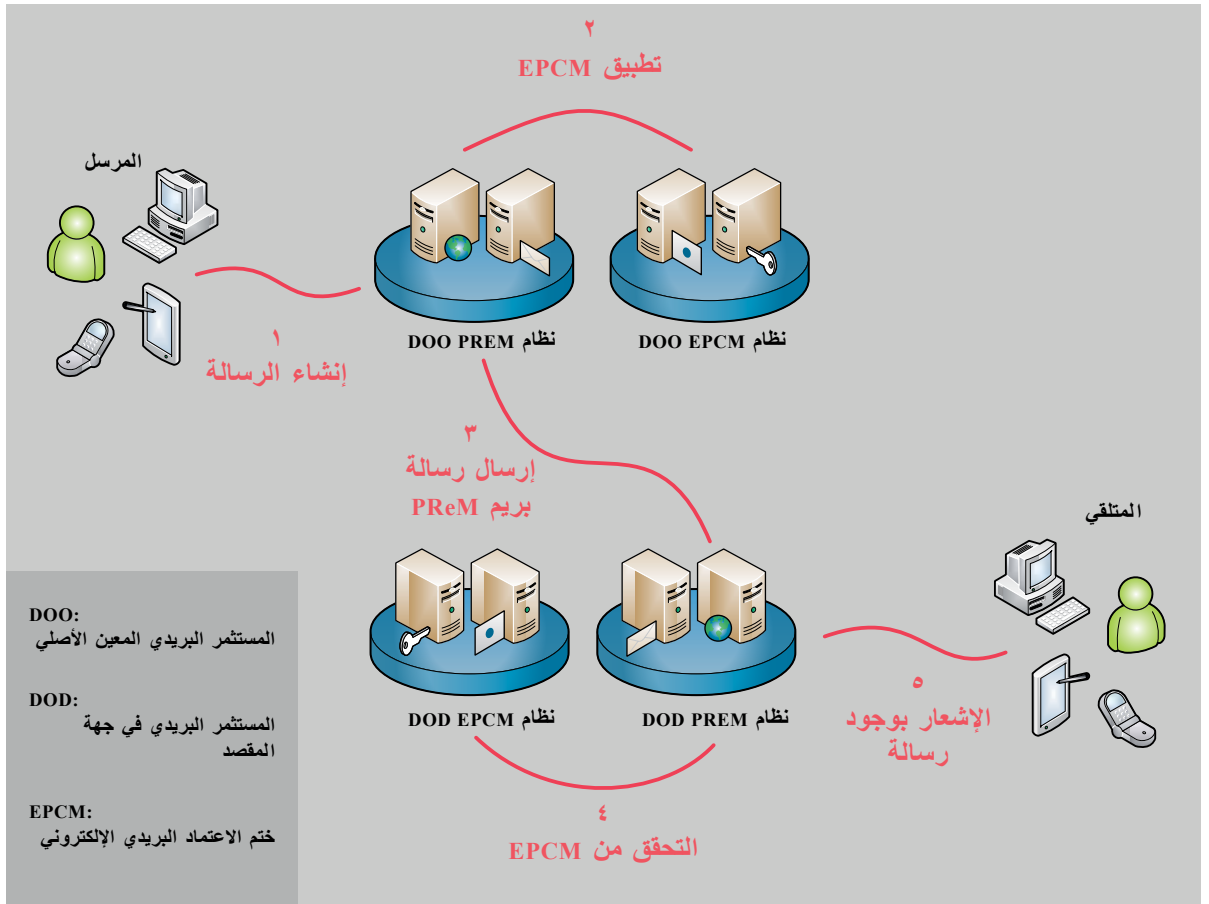 ٢
تطبيق EPCM
المرسل
نظام DOO PREM
نظام DOO EPCM
١
إنشاء الرسالة
٣
إرسال رسالة
بريم PReM
المتلقي
نظام DOD EPCM
نظام DOD PREM
٥
الإشعار بوجود
رسالة
٤
التحقق من EPCM
DOO:
المستثمر البريدي المعين الأصلي
DOD:
المستثمر البريدي في جهة
المقصد
EPCM:
ختم الاعتماد البريدي الإلكتروني